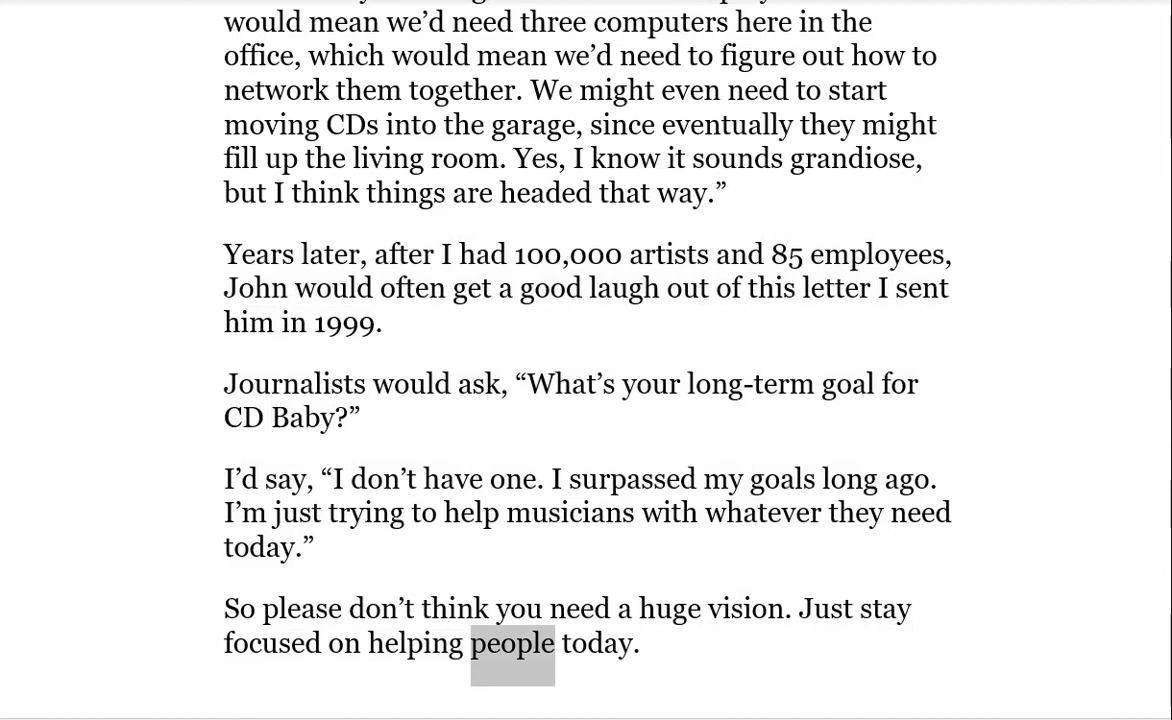 would mean we’d need three computers here in the
office, which would mean we’d need to figure out how to
network them together. We might even need to start
moving CDs into the garage, since eventually they might
fill up the living room. Yes, I know it sounds grandiose,
but I think things are headed that way.”
Years later, after I had 100,000 artists and 85 employees,
John would often get a good laugh out of this letter I sent
him in 1999.
Journalists would ask, “What’s your long-term goal for
CD Baby?”
I’d say, “I don’t have one. I surpassed my goals long ago.
I’m just trying to help musicians with whatever they need
today.”
So please don’t think you need a huge vision. Just stay
focused on helping people today.